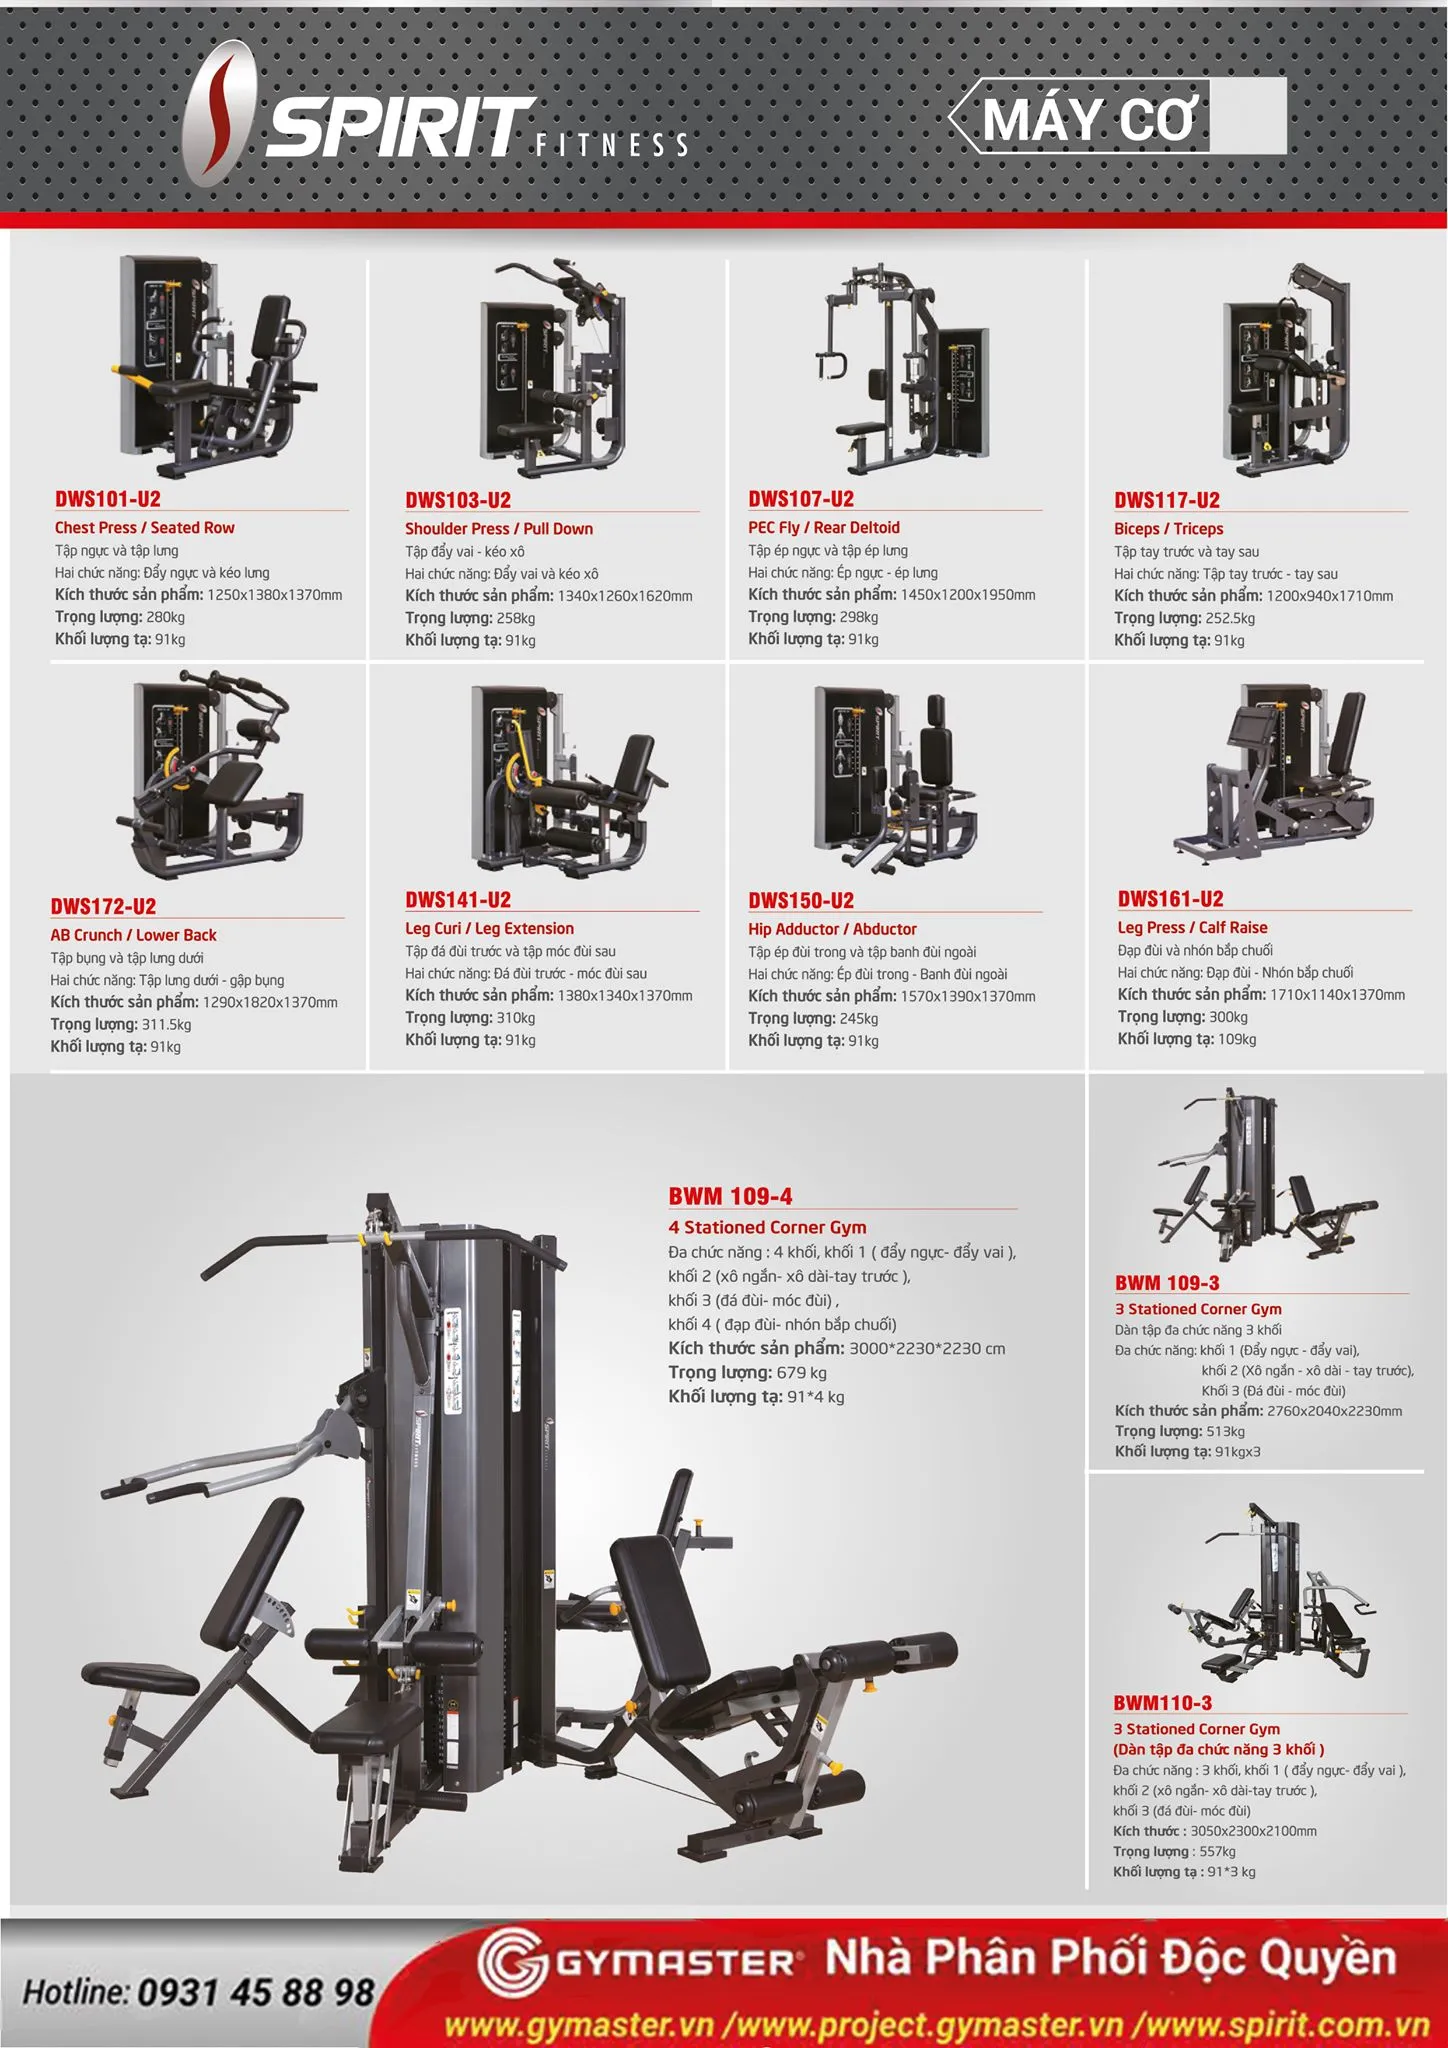 SPIRIT FITNESS
MÁY CƠ
DWS101-U2
Chest Press / Seated Row
Tập ngực và tập lưng
Hai chức năng: Đẩy ngực và kéo lưng
Kích thước sản phẩm: 1250x1380x1370mm
Trọng lượng: 280kg
Khối lượng tạ: 91kg
DWS103-U2
Shoulder Press / Pull Down
Tập đẩy vai - kéo xô
Hai chức năng: Đẩy vai và kéo xô
Kích thước sản phẩm: 1340x1260x1620mm
Trọng lượng: 258kg
Khối lượng tạ: 91kg
DWS107-U2
PEC Fly / Rear Deltoid
Tập ép ngực và tập ép lưng
Hai chức năng: Ép ngực - ép lưng
Kích thước sản phẩm: 1450x1200x1950mm
Trọng lượng: 298kg
Khối lượng tạ: 91kg
DWS117-U2
Biceps / Triceps
Tập tay trước và tay sau
Hai chức năng: Tập tay trước - tay sau
Kích thước sản phẩm: 1200x940x1710mm
Trọng lượng: 252.5kg
Khối lượng tạ: 91kg
DWS172-U2
AB Crunch / Lower Back
Tập bụng và tập lưng dưới
Hai chức năng: Tập lưng dưới - gập bụng
Kích thước sản phẩm: 1290x1820x1370mm
Trọng lượng: 311.5kg
Khối lượng tạ: 91kg
DWS141-U2
Leg Curi / Leg Extension
Tập đá đùi trước và tập móc đùi sau
Hai chức năng: Đá đùi trước - móc đùi sau
Kích thước sản phẩm: 1380x1340x1370mm
Trọng lượng: 310kg
Khối lượng tạ: 91kg
DWS150-U2
Hip Adductor / Abductor
Tập ép đùi trong và tập banh đùi ngoài
Hai chức năng: Ép đùi trong - Banh đùi ngoài
Kích thước sản phẩm: 1570x1390x1370mm
Trọng lượng: 245kg
Khối lượng tạ: 91kg
DWS161-U2
Leg Press / Calf Raise
Đạp đùi và nhón bắp chuối
Hai chức năng: Đạp đùi - Nhón bắp chuối
Kích thước sản phẩm: 1710x1140x1370mm
Trọng lượng: 300kg
Khối lượng tạ: 109kg
BWM 109-4
4 Stationed Corner Gym
Đa chức năng : 4 khối, khối 1 ( đẩy ngực- đẩy vai ),
khối 2 (xô ngắn- xô dài-tay trước ),
khối 3 (đá đùi- móc đùi) ,
khối 4 ( đạp đùi- nhón bắp chuối)
Kích thước sản phẩm: 3000*2230*2230 cm
Trọng lượng: 679 kg
Khối lượng tạ: 91*4 kg
SPIRIT
SPIRIT
BWM 109-3
3 Stationed Corner Gym
Dàn tập đa chức năng 3 khối
Đa chức năng: khối 1 (Đẩy ngực - đẩy vai),
khối 2 (Xô ngắn - xô dài - tay trước),
Khối 3 (Đá đùi - móc đùi)
Kích thước sản phẩm: 2760x2040x2230mm
Trọng lượng: 513kg
Khối lượng tạ: 91kgx3
BWM110-3
3 Stationed Corner Gym
(Dàn tập đa chức năng 3 khối )
Đa chức năng : 3 khối, khối 1 ( đẩy ngực- đẩy vai ),
khối 2 (xô ngắn- xô dài-tay trước ),
khối 3 (đá đùi- móc đùi)
Kích thước : 3050x2300x2100mm
Trọng lượng : 557kg
Khối lượng tạ : 91*3 kg
Hotline: 0931 45 88 98
GYMASTER® Nhà Phân Phối Độc Quyền
www.gymaster.vn /www.project.gymaster.vn /www.spirit.com.vn